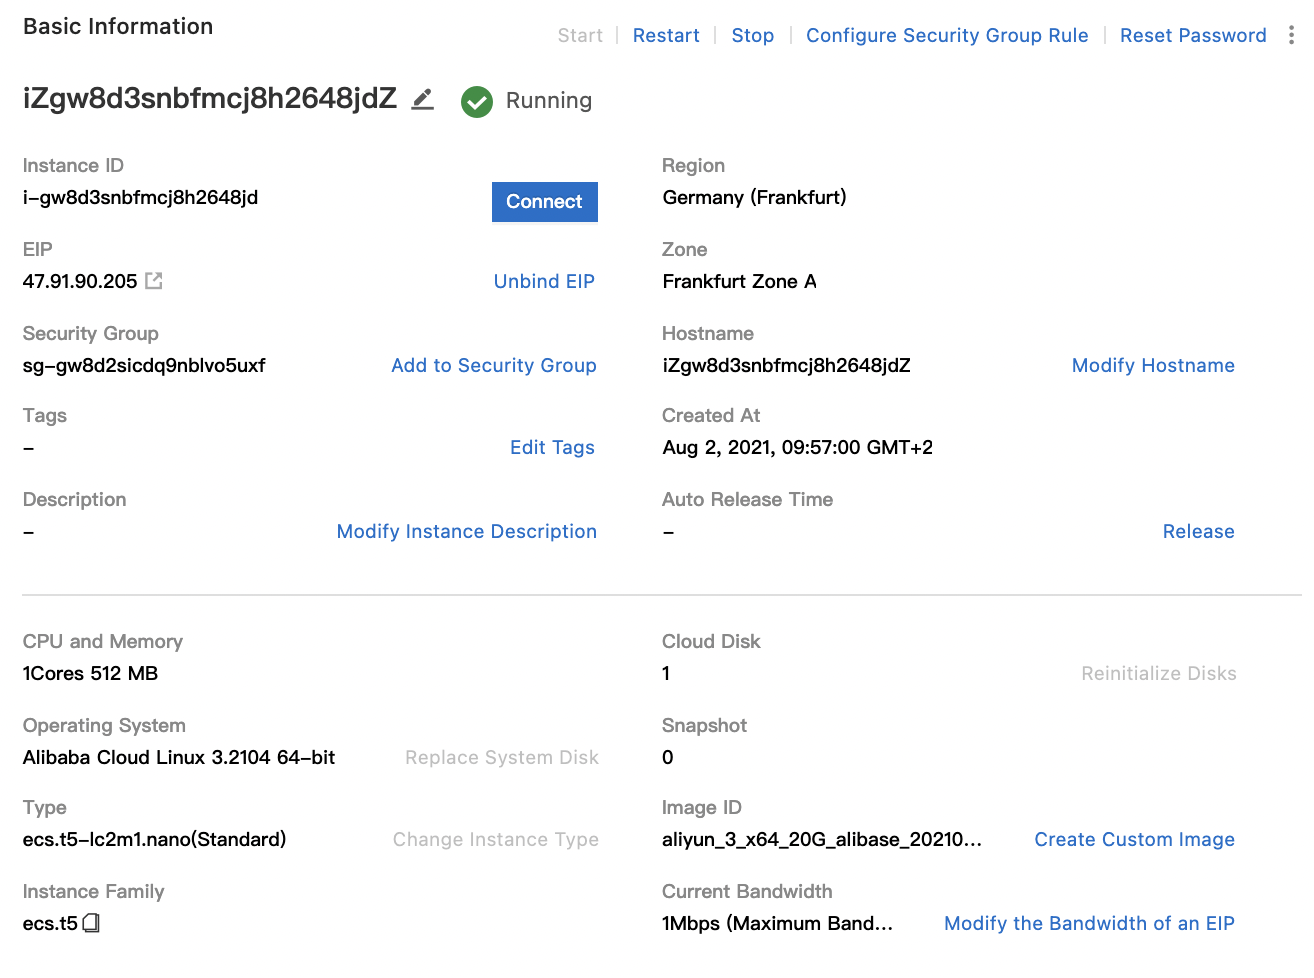 Basic Information
Start
Restart
Stop
Configure Security Group Rule
Reset Password
iZgw8d3snbfmcj8h2648jdZ
Running
Instance ID
i-gw8d3snbfmcj8h2648jd
Connect
Region
Germany (Frankfurt)
EIP
47.91.90.205
Unbind EIP
Zone
Frankfurt Zone A
Security Group
sg-gw8d2sicdq9nblvo5uxf
Add to Security Group
Hostname
iZgw8d3snbfmcj8h2648jdZ
Modify Hostname
Tags
–
Edit Tags
Created At
Aug 2, 2021, 09:57:00 GMT+2
Description
–
Modify Instance Description
Auto Release Time
–
Release
CPU and Memory
1Cores 512 MB
Cloud Disk
1
Reinitialize Disks
Operating System
Alibaba Cloud Linux 3.2104 64-bit
Replace System Disk
Snapshot
0
Type
ecs.t5-lc2m1.nano(Standard)
Change Instance Type
Image ID
aliyun_3_x64_20G_alibase_20210...
Create Custom Image
Instance Family
ecs.t5
Current Bandwidth
1Mbps (Maximum Band...
Modify the Bandwidth of an EIP